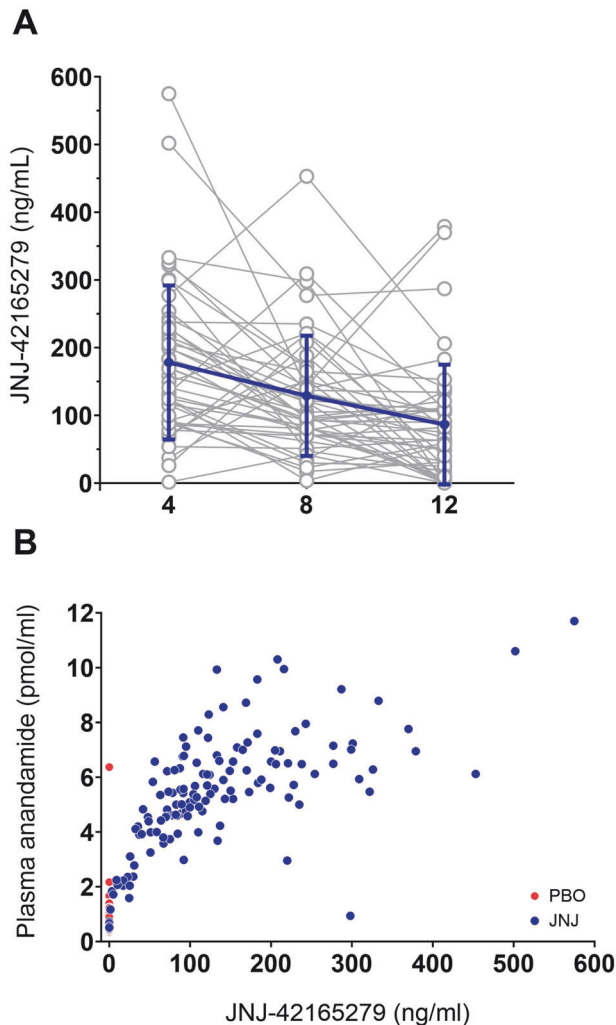 A
JNJ-42165279 (ng/mL)
600
500
400
300
200
100
0
4 8 12
B
Plasma anandamide (pmol/ml)
12
10
8
6
4
2
0
PBO
JNJ
0 100 200 300 400 500 600
JNJ-42165279 (ng/ml)